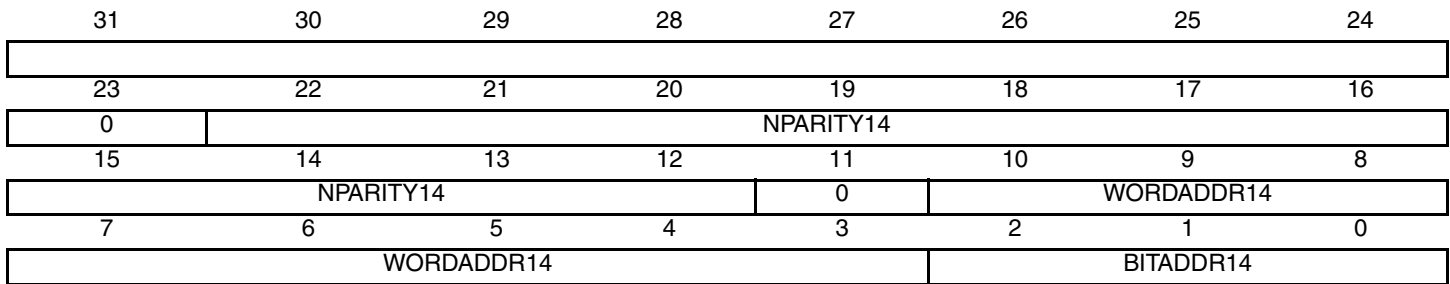 31 30 29 28 27 26 25 24
23 22 21 20 19 18 17 16
0 NPARITY14
15 14 13 12 11 10 9 8
NPARITY14 0 WORDADDR14
7 6 5 4 3 2 1 0
WORDADDR14 BITADDR14